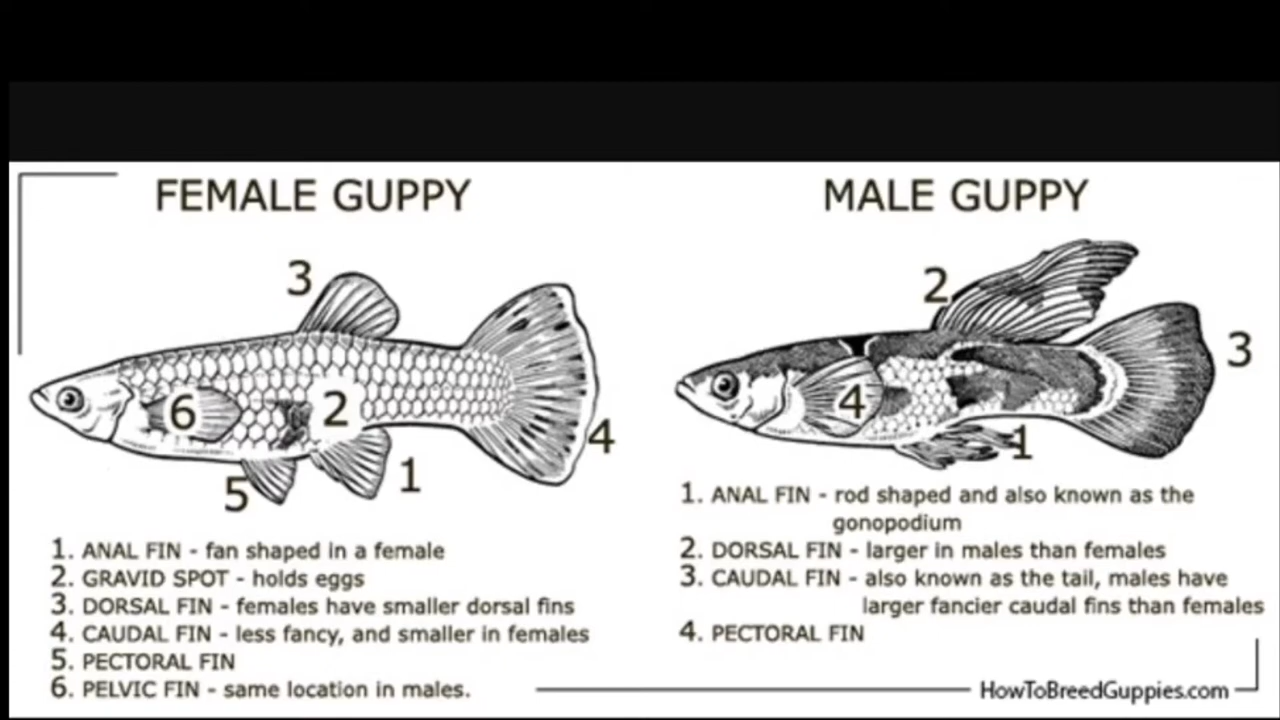 FEMALE GUPPY
3
6
2
4
5
1
1. ANAL FIN - fan shaped in a female
2. GRAVID SPOT - holds eggs
3. DORSAL FIN - females have smaller dorsal fins
4. CAUDAL FIN - less fancy, and smaller in females
5. PECTORAL FIN
6. PELVIC FIN - same location in males.
MALE GUPPY
2
3
4
1
1. ANAL FIN - rod shaped and also known as the
gonopodium
2. DORSAL FIN - larger in males than females
3. CAUDAL FIN - also known as the tail, males have
larger fancier caudal fins than females
4. PECTORAL FIN
HowToBreedGuppies.com